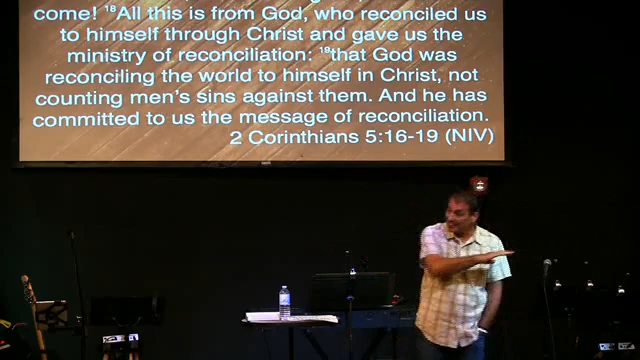 come! ¹⁸All this is from God, who reconciled us
to himself through Christ and gave us the
ministry of reconciliation: ¹⁹that God was
reconciling the world to himself in Christ, not
counting men's sins against them. And he has
committed to us the message of reconciliation.
2 Corinthians 5:16-19 (NIV)